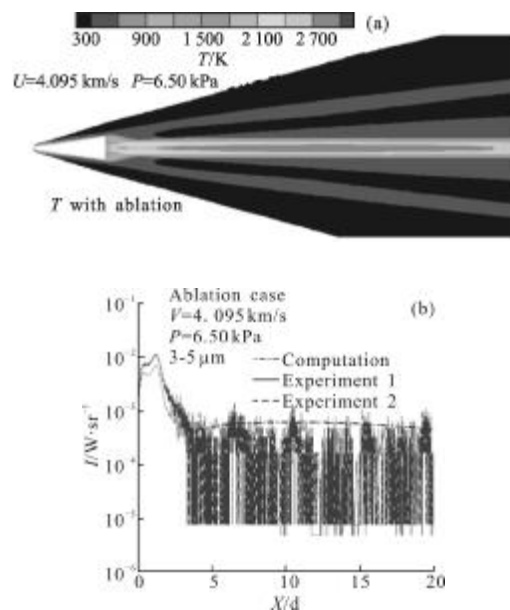 (a)
300 900 1 500 2 100 2 700
T/K
U=4.095 km/s P=6.50 kPa
T with ablation
(b)
Ablation case
V=4. 095 km/s
P=6.50 kPa
3-5 μm
Computation
Experiment 1
Experiment 2
I/W·sr⁻¹
10⁻¹
10⁻²
10⁻³
10⁻⁴
10⁻⁵
10⁻⁶
0 5 10 15 20
X/d